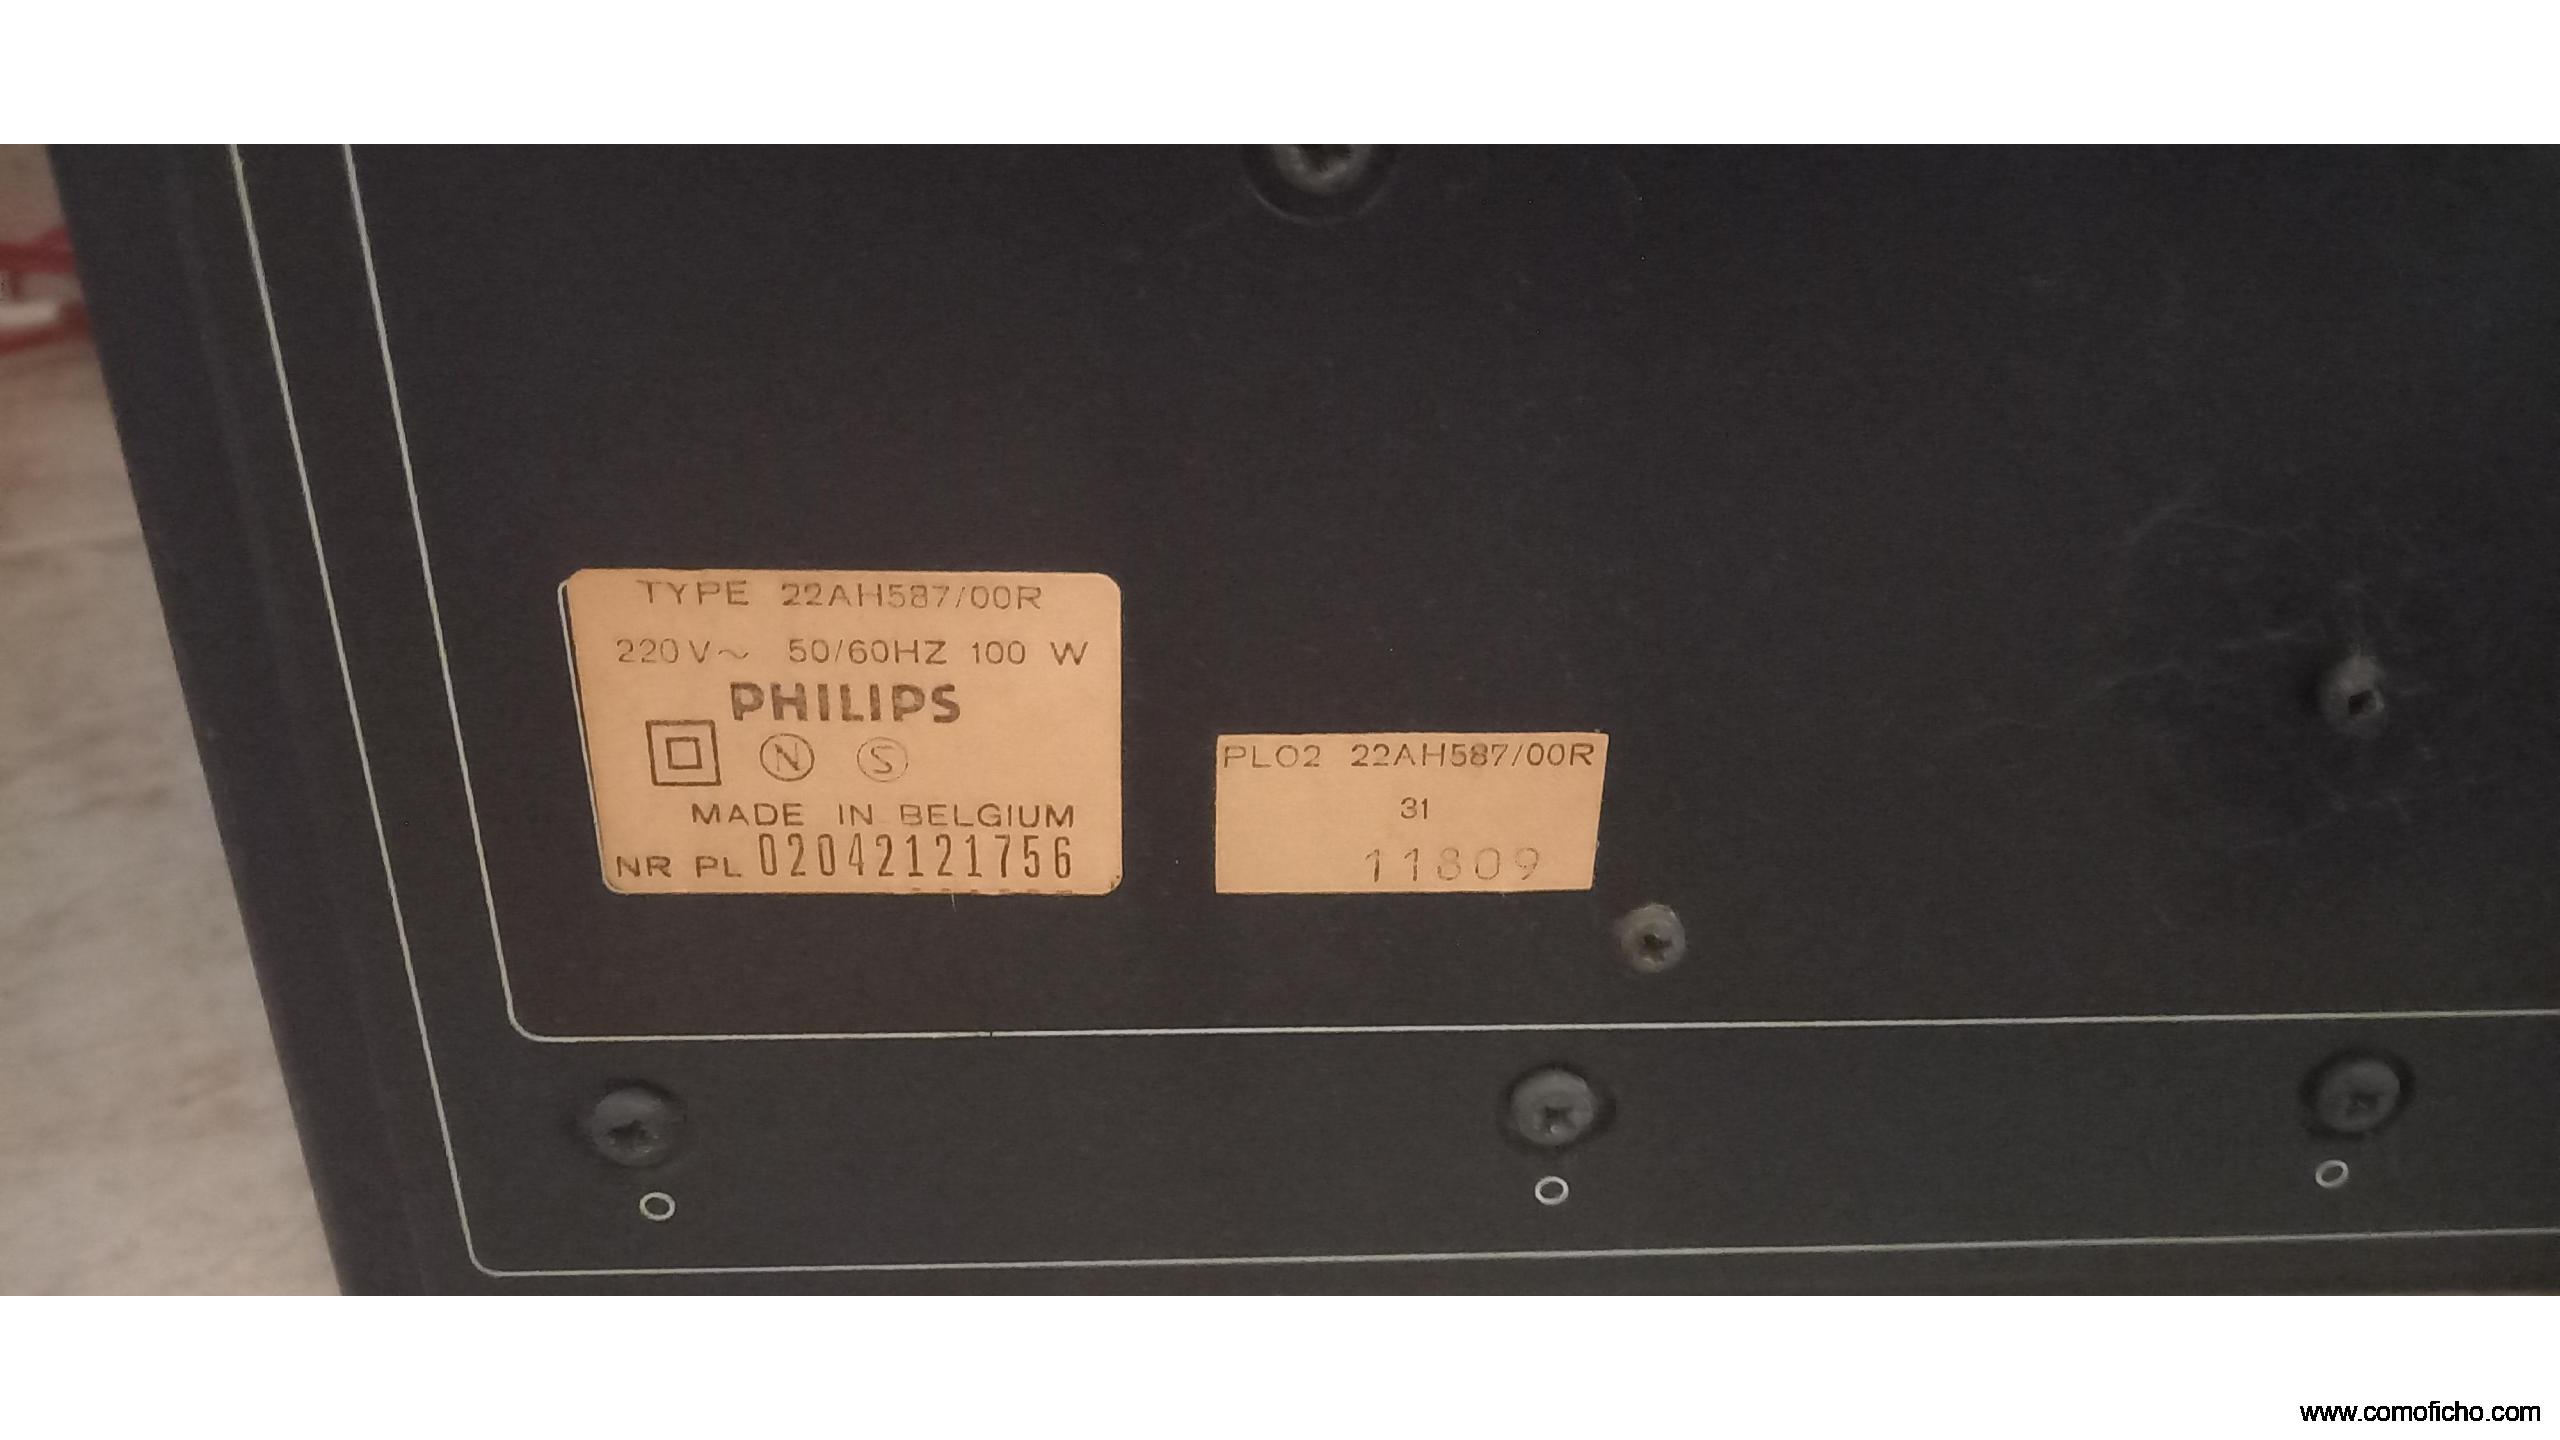 TYPE 22AH587/00R
220V~ 50/60HZ 100 W
PHILIPS
N S
MADE IN BELGIUM
NR PL 02042121756
PL02 22AH587/00R
31
11809
www.comoficho.com